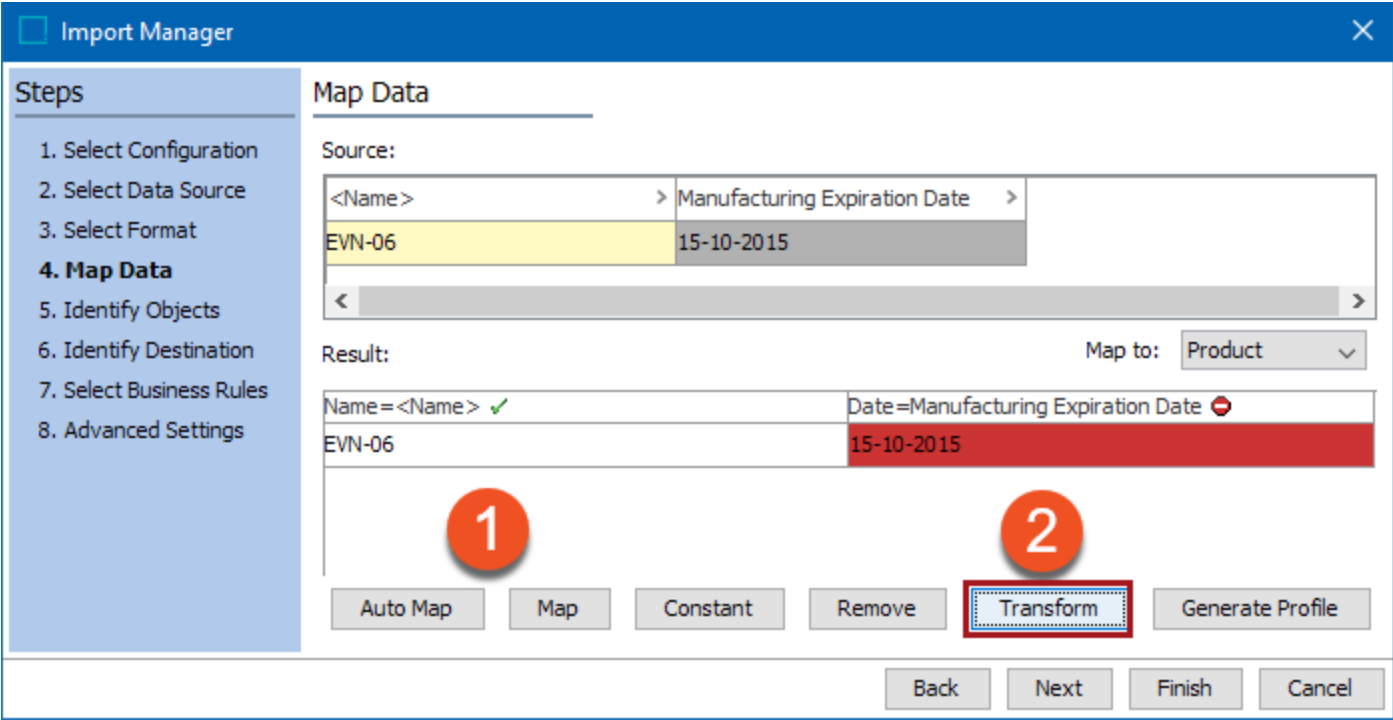 Import Manager
Steps
1. Select Configuration
2. Select Data Source
3. Select Format
4. Map Data
5. Identify Objects
6. Identify Destination
7. Select Business Rules
8. Advanced Settings
Map Data
Source:
<Name> > Manufacturing Expiration Date >
EVN-06 15-10-2015
Result: Map to: Product
Name=<Name> Date=Manufacturing Expiration Date
EVN-06 15-10-2015
1 2
Auto Map Map Constant Remove Transform Generate Profile
Back Next Finish Cancel